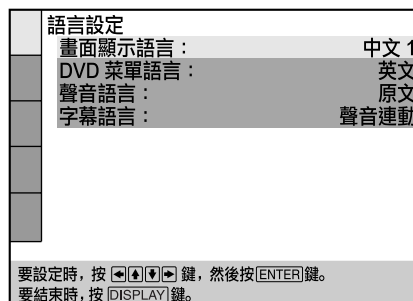 語言設定
畫面顯示語言： 中文 1
DVD 菜單語言： 英文
聲音語言： 原文
字幕語言： 聲音連動
要設定時，按 ←↑↓→ 鍵，然後按 ENTER 鍵。
要結束時，按 DISPLAY 鍵。